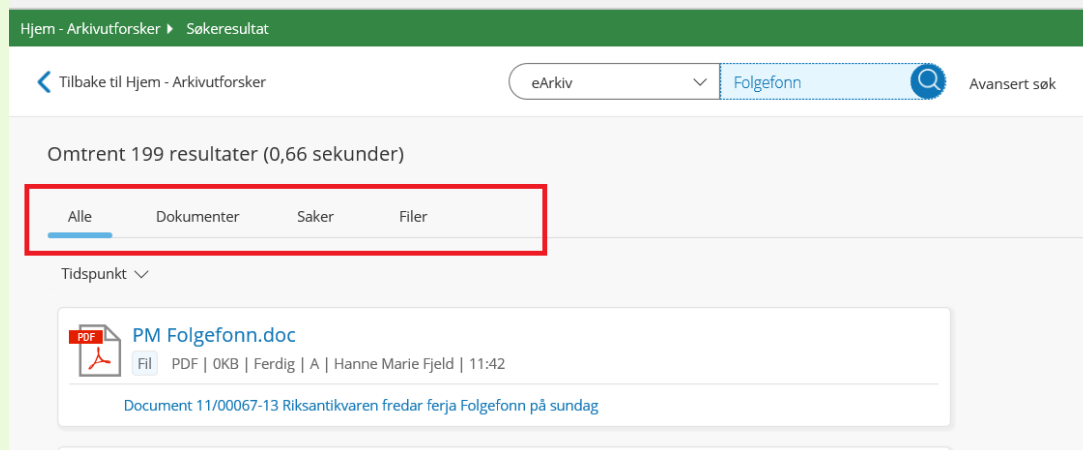 Hjem - Arkivutforsker Søkeresultat
Tilbake til Hjem - Arkivutforsker eArkiv Folgefonn Avansert søk
Omtrent 199 resultater (0,66 sekunder)
Alle Dokumenter Saker Filer
Tidspunkt
PDF PM Folgefonn.doc
Fil PDF | 0KB | Ferdig | A | Hanne Marie Fjeld | 11:42
Document 11/00067-13 Riksantikvaren fredar ferja Folgefonn på sundag